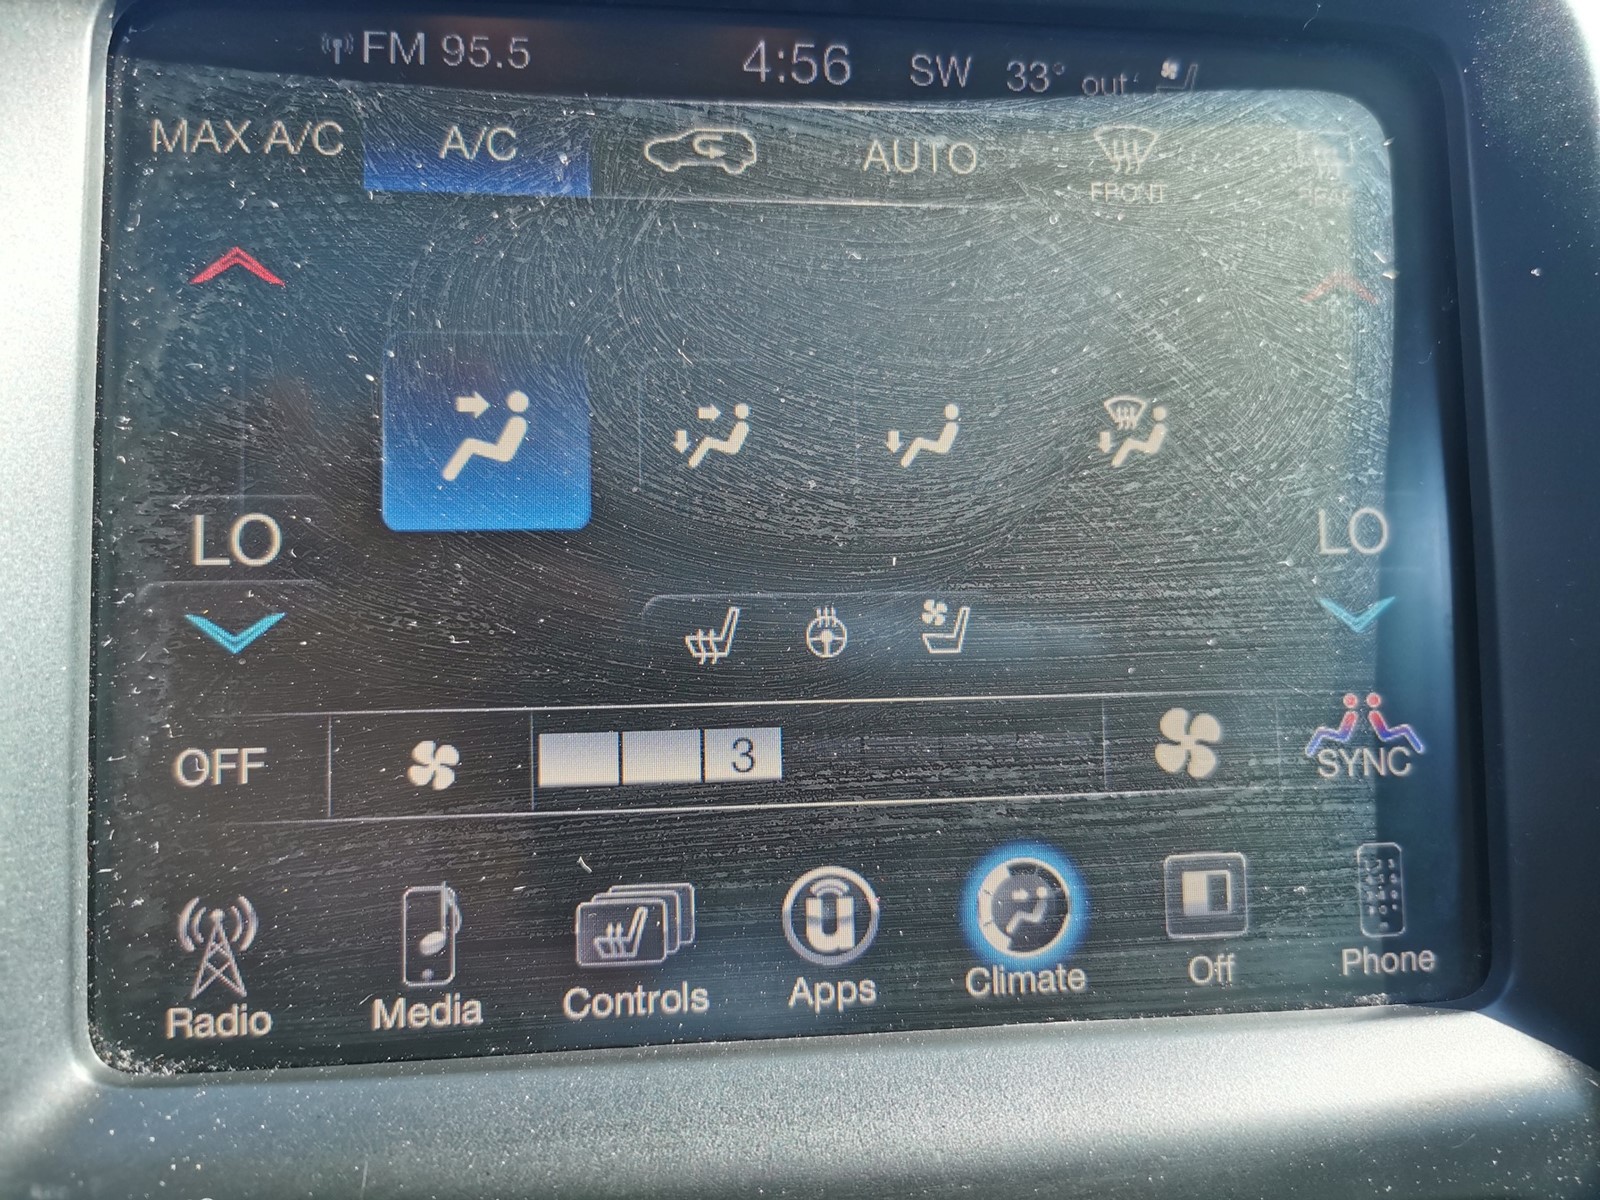 FM 95.5 4:56 SW 33° out:
MAX A/C A/C AUTO FRONT
LO LO
OFF 3 SYNC
Radio Media Controls Apps Climate Off Phone